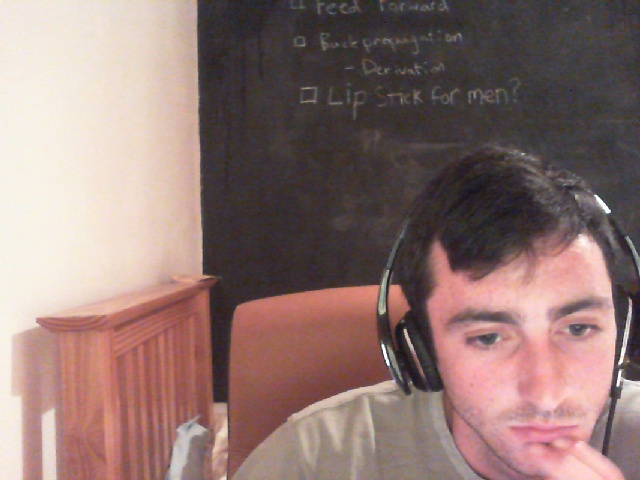 Feed Forward
Backpropagation
- Derivation
Lip Stick for men?